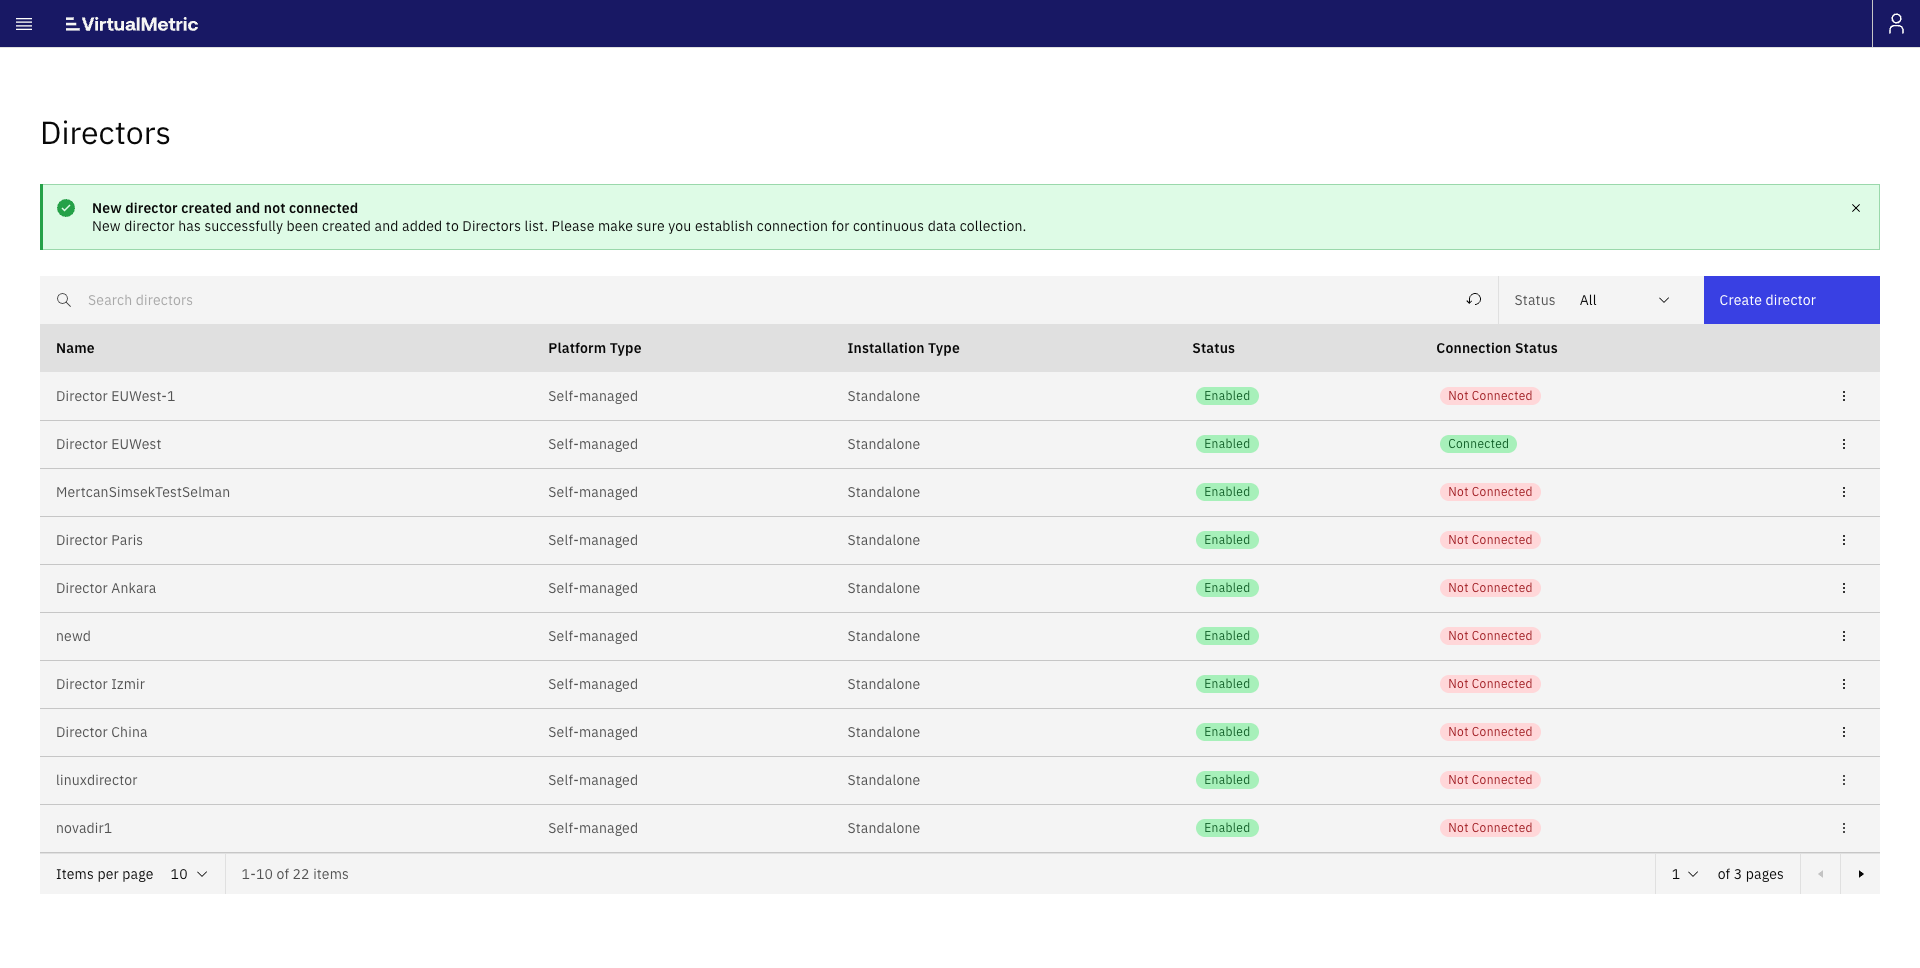 VirtualMetric
Directors
New director created and not connected
New director has successfully been created and added to Directors list. Please make sure you establish connection for continuous data collection.
Search directors Status All Create director
Name Platform Type Installation Type Status Connection Status
Director EUWest-1 Self-managed Standalone Enabled Not Connected
Director EUWest Self-managed Standalone Enabled Connected
MertcanSimsekTestSelman Self-managed Standalone Enabled Not Connected
Director Paris Self-managed Standalone Enabled Not Connected
Director Ankara Self-managed Standalone Enabled Not Connected
newd Self-managed Standalone Enabled Not Connected
Director Izmir Self-managed Standalone Enabled Not Connected
Director China Self-managed Standalone Enabled Not Connected
linuxdirector Self-managed Standalone Enabled Not Connected
novadir1 Self-managed Standalone Enabled Not Connected
Items per page 10 1-10 of 22 items 1 of 3 pages